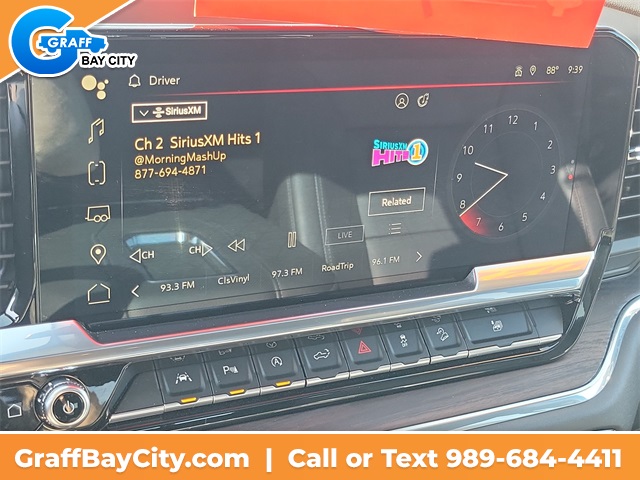 GRAFF
BAY CITY
Driver
88° 9:39
SiriusXM
Ch 2 SiriusXM Hits 1
@MorningMashUp
877-694-4871
SIRIUSXM
HITS 1
Related
LIVE
CH
CH
93.3 FM
ClsVinyl
97.3 FM
RoadTrip
96.1 FM
12
1
2
3
4
5
6
7
8
9
10
11
P
A
GraffBayCity.com | Call or Text 989-684-4411